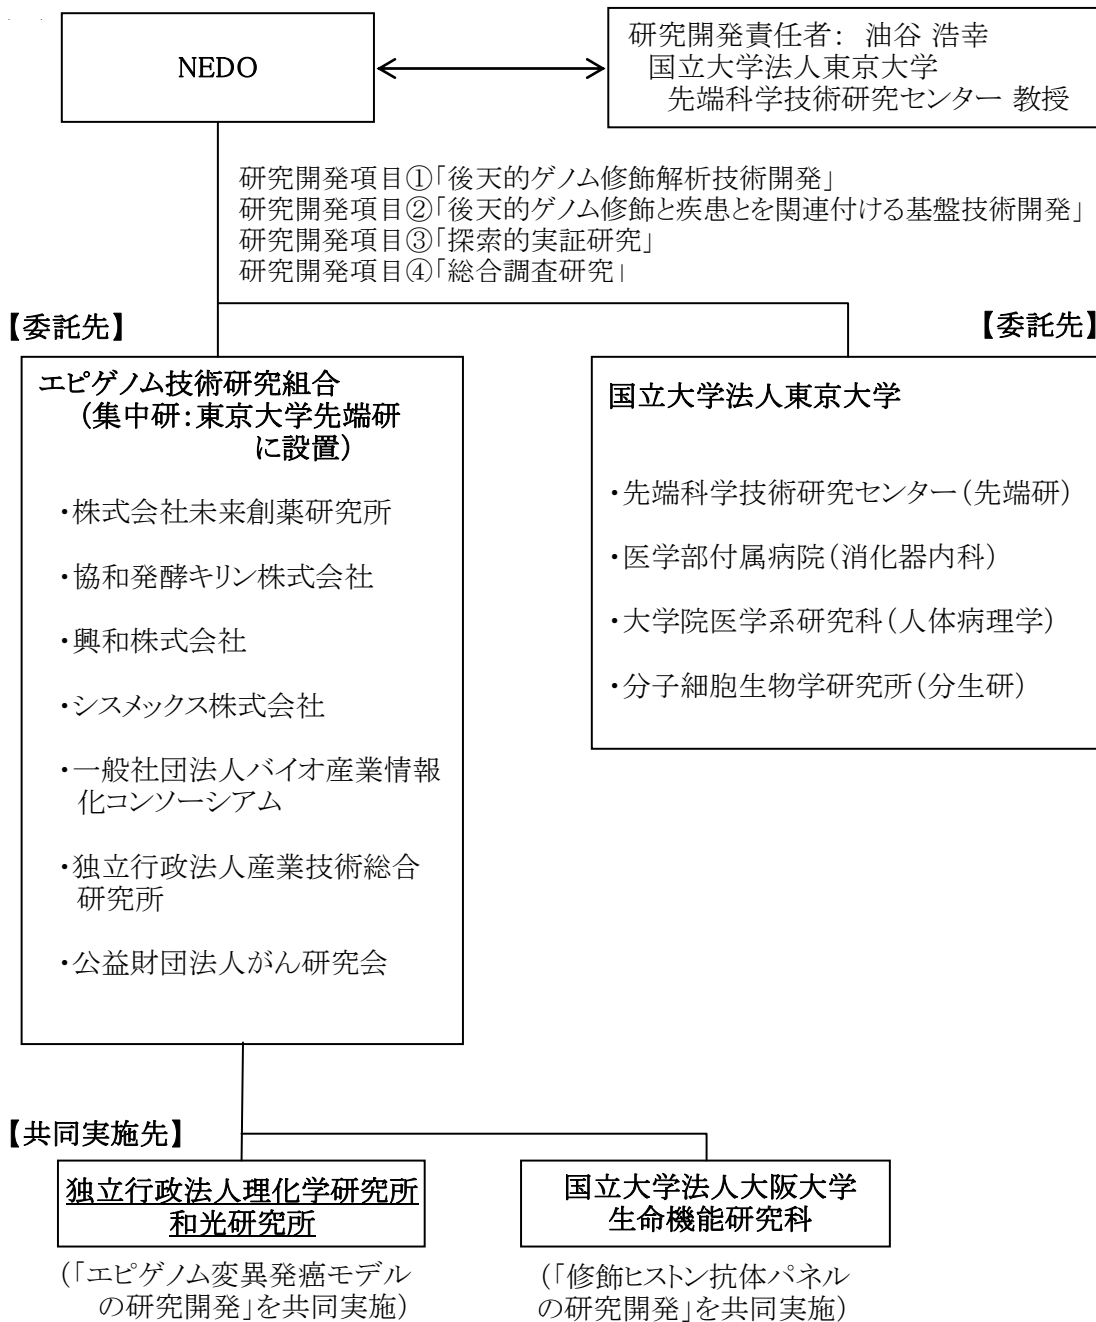 NEDO
研究開発責任者： 油谷 浩幸
国立大学法人東京大学
先端科学技術研究センター 教授
研究開発項目①「後天的ゲノム修飾解析技術開発」
研究開発項目②「後天的ゲノム修飾と疾患とを関連付ける基盤技術開発」
研究開発項目③「探索的実証研究」
研究開発項目④「総合調査研究」
【委託先】
エピゲノム技術研究組合
（集中研：東京大学先端研
に設置）
・株式会社未来創薬研究所
・協和発酵キリン株式会社
・興和株式会社
・シスメックス株式会社
・一般社団法人バイオ産業情報
化コンソーシアム
・独立行政法人産業技術総合
研究所
・公益財団法人がん研究会
【委託先】
国立大学法人東京大学
・先端科学技術研究センター（先端研）
・医学部付属病院（消化器内科）
・大学院医学系研究科（人体病理学）
・分子細胞生物学研究所（分生研）
【共同実施先】
独立行政法人理化学研究所
和光研究所
（「エピゲノム変異発癌モデル
の研究開発」を共同実施）
国立大学法人大阪大学
生命機能研究科
（「修飾ヒストン抗体パネル
の研究開発」を共同実施）